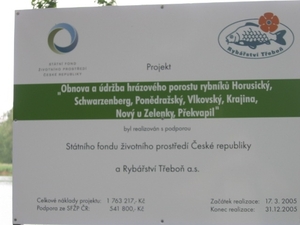 STÁTNÍ FOND
ŽIVOTNÍHO PROSTŘEDÍ
ČESKÉ REPUBLIKY
Rybářství Třeboň
Projekt
„Obnova a údržba hrázového porostu rybníků Horusický,
Schwarzenberg, Ponědražský, Vlkovský, Krajina,
Nový u Zelenky, Překvapil"
byl realizován s podporou
Státního fondu životního prostředí České republiky
a Rybářství Třeboň a.s.
Celkové náklady projektu: 1 763 217,- Kč
Podpora ze SFŽP ČR: 541 800,- Kč
Začátek realizace: 17. 3. 2005
Konec realizace: 31.12.2005